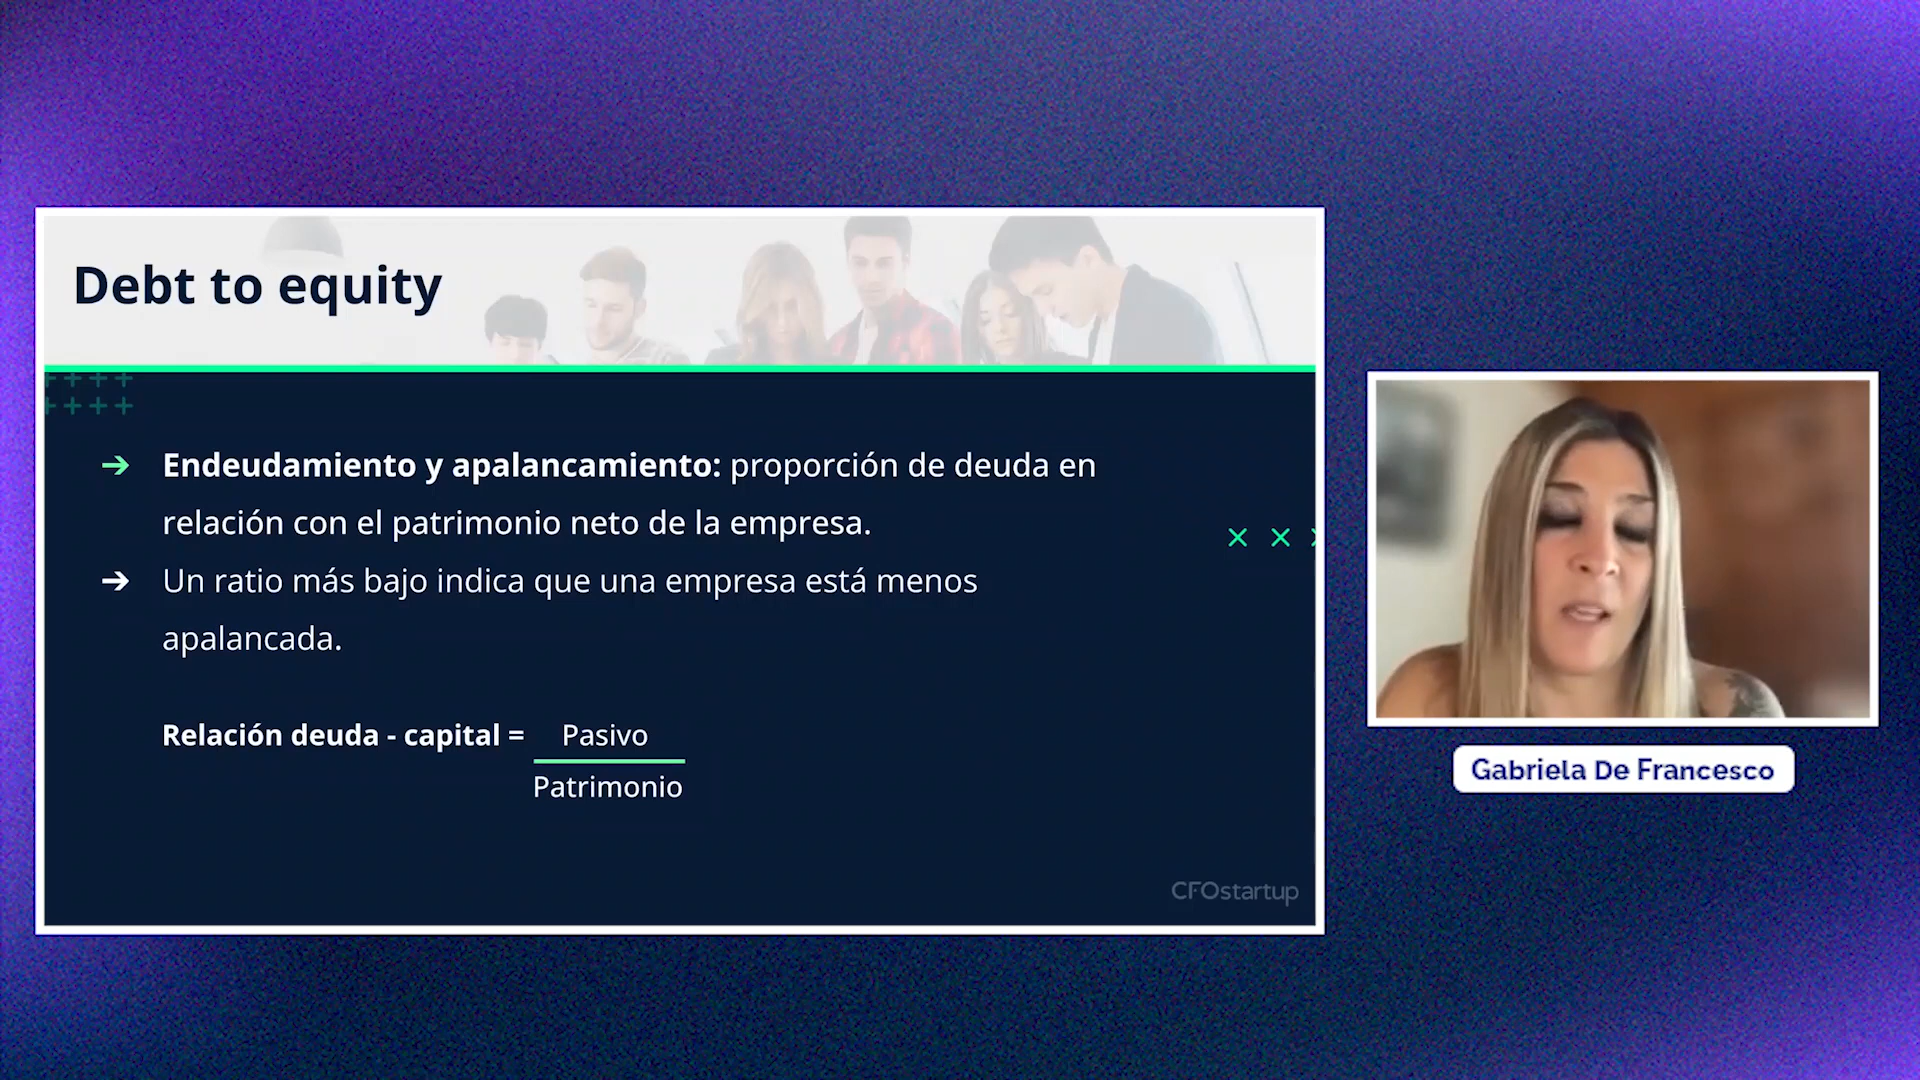 Debt to equity
➔ Endeudamiento y apalancamiento: proporción de deuda en
relación con el patrimonio neto de la empresa.
➔ Un ratio más bajo indica que una empresa está menos
apalancada.
Relación deuda - capital = Pasivo
Patrimonio
CFOstartup
Gabriela De Francesco